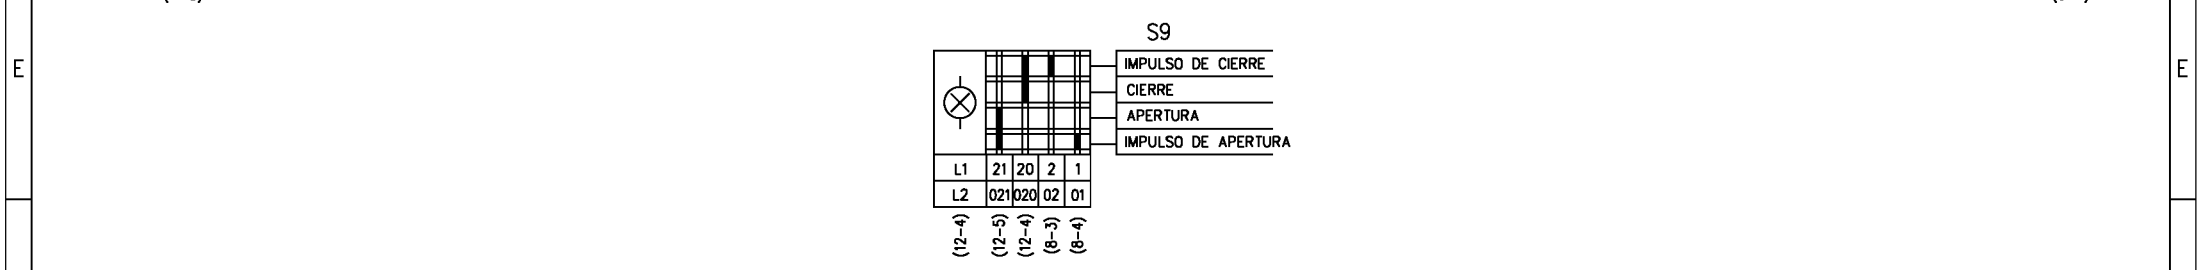 S9
E
IMPULSO DE CIERRE
E
CIERRE
APERTURA
IMPULSO DE APERTURA
L1 21 20 2 1
L2 021 020 02 01
(12-4) (12-5) (12-4) (8-3) (8-4)